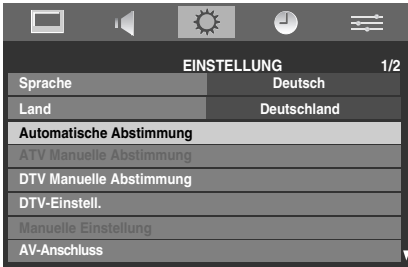 EINSTELLUNG 1/2
Sprache Deutsch
Land Deutschland
Automatische Abstimmung
ATV Manuelle Abstimmung
DTV Manuelle Abstimmung
DTV-Einstell.
Manuelle Einstellung
AV-Anschluss